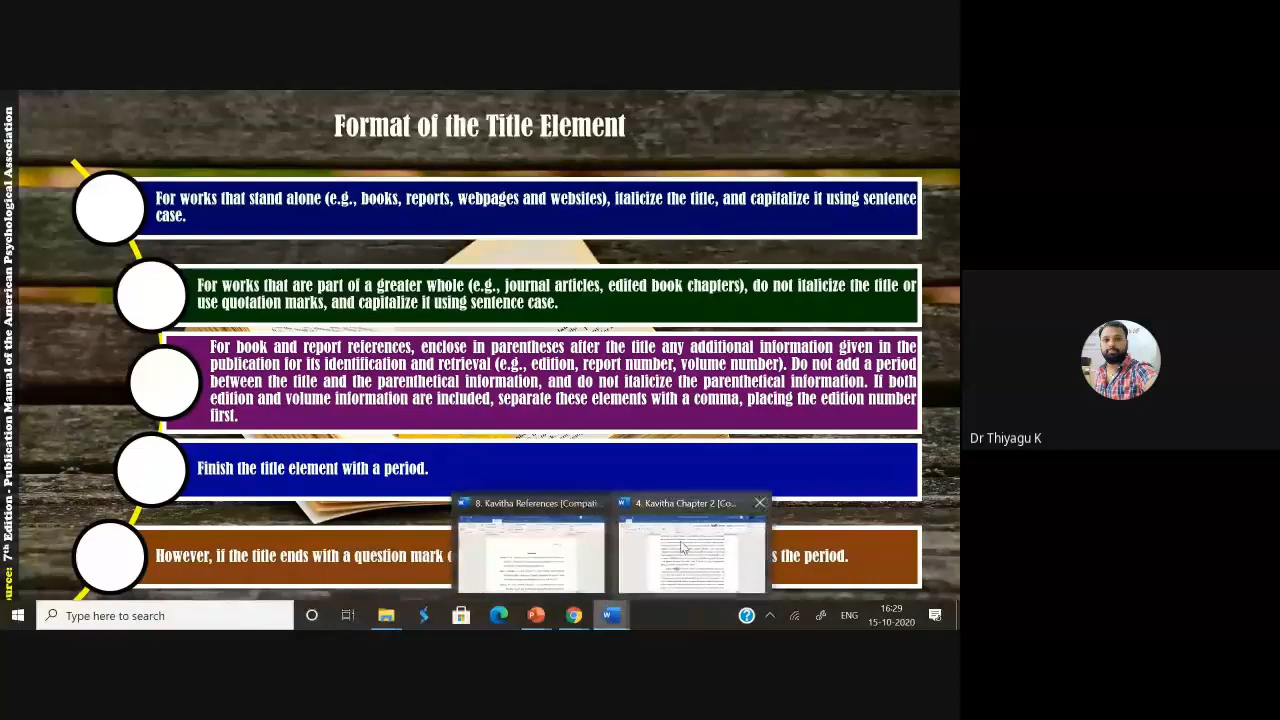 Format of the Title Element
For works that stand alone (e.g., books, reports, webpages and websites), italicize the title, and capitalize it using sentence
case.
For works that are part of a greater whole (e.g., journal articles, edited book chapters), do not italicize the title or
use quotation marks, and capitalize it using sentence case.
For book and report references, enclose in parentheses after the title any additional information given in the
publication for its identification and retrieval (e.g., edition, report number, volume number). Do not add a period
between the title and the parenthetical information, and do not italicize the parenthetical information. If both
edition and volume information are included, separate these elements with a comma, placing the edition number
first.
Finish the title element with a period.
However, if the title ends with a question mark
s the period.
urce: 7th Edition - Publication Manual of the American Psychological Association
8. Kavitha References [Compati...
4. Kavitha Chapter 2 [Co...
Dr Thiyagu K
Type here to search
ENG
16:29
15-10-2020